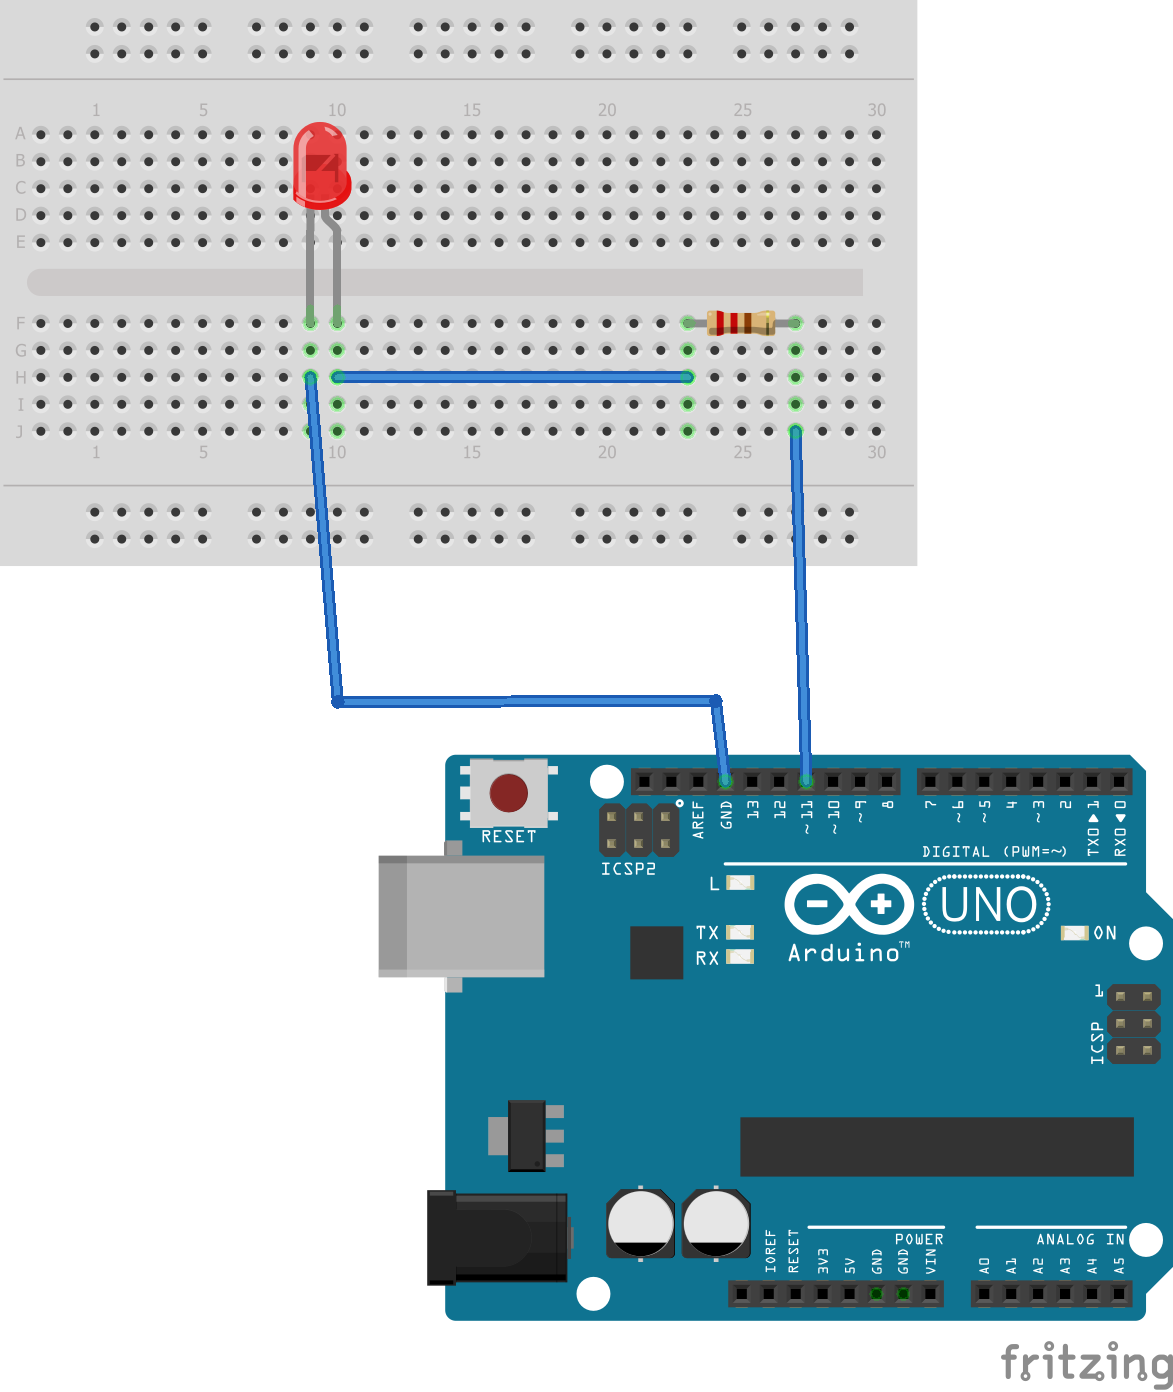 1 5 10 15 20 25 30
A
B
C
D
E
F
G
H
I
J
1 5 10 15 20 25 30
RESET
ICSP2
AREF
GND
13
12
~11
~10
~9
8
7
~6
~5
4
~3
2
TX0▶1
RX0◀0
DIGITAL (PWM=~)
L
TX
RX
Arduino™
UNO
ON
1
ICSP
POWER
ANALOG IN
IOREF
RESET
3V3
5V
GND
GND
VIN
A0
A1
A2
A3
A4
A5
fritzing